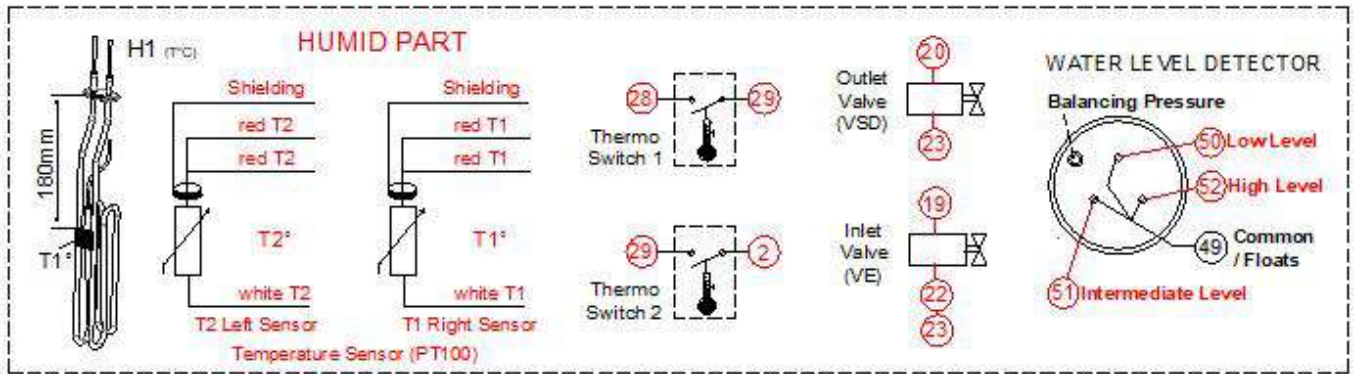 H1 (T°C)
HUMID PART
180mm
T1°
Shielding
red T2
red T2
T2°
white T2
T2 Left Sensor
Shielding
red T1
red T1
T1°
white T1
T1 Right Sensor
Temperature Sensor (PT100)
28
29
Thermo
Switch 1
29
2
Thermo
Switch 2
20
Outlet
Valve
(VSD)
23
19
Inlet
Valve
(VE)
22
23
WATER LEVEL DETECTOR
Balancing Pressure
50 Low Level
52 High Level
49 Common
/ Floats
51 Intermediate Level